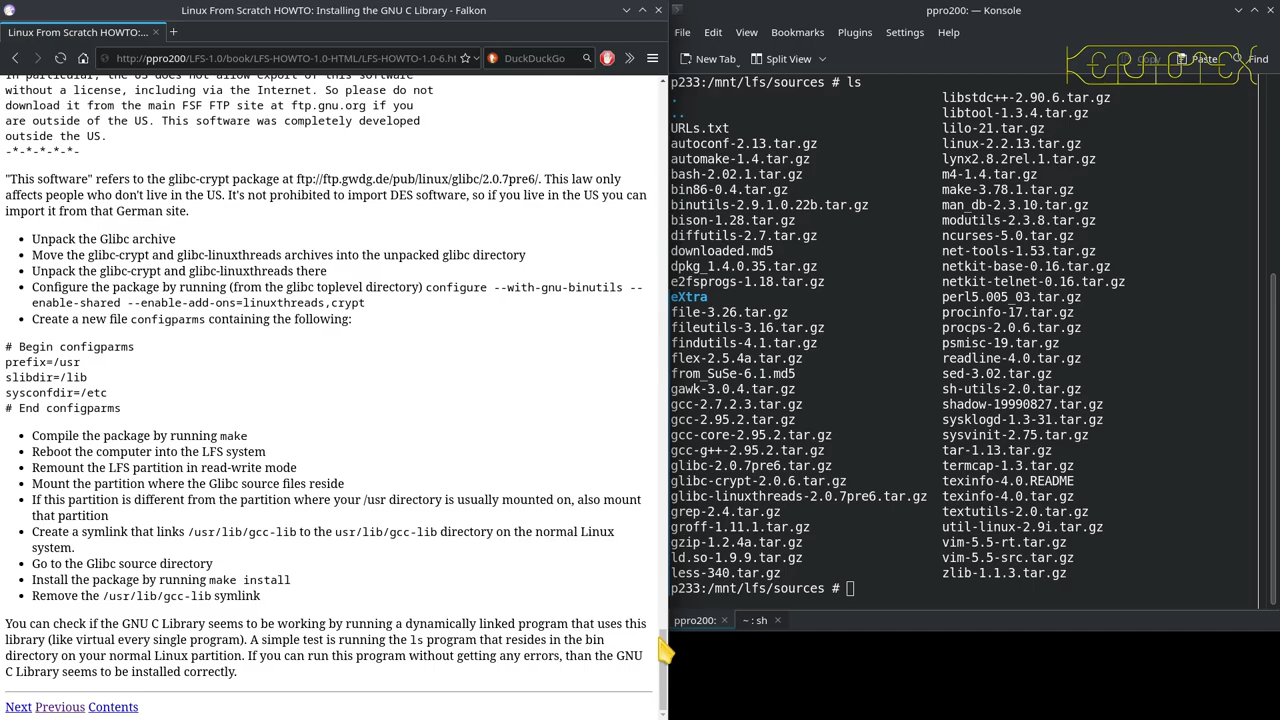 Linux From Scratch HOWTO: Installing the GNU C Library - Falkon
Linux From Scratch HOWTO:...
http://ppro200/LFS-1.0/book/LFS-HOWTO-1.0-HTML/LFS-HOWTO-1.0-6.h
DuckDuckGo
In particular, the US does not allow export of this software
without a license, including via the Internet. So please do not
download it from the main FSF FTP site at ftp.gnu.org if you
are outside of the US. This software was completely developed
outside the US.
-*-*-*-*-*-
"This software" refers to the glibc-crypt package at ftp://ftp.gwdg.de/pub/linux/glibc/2.0.7pre6/. This law only
affects people who don't live in the US. It's not prohibited to import DES software, so if you live in the US you can
import it from that German site.
Unpack the Glibc archive
Move the glibc-crypt and glibc-linuxthreads archives into the unpacked glibc directory
Unpack the glibc-crypt and glibc-linuxthreads there
Configure the package by running (from the glibc toplevel directory) configure --with-gnu-binutils --
enable-shared --enable-add-ons=linuxthreads,crypt
Create a new file configparms containing the following:
# Begin configparms
prefix=/usr
slibdir=/lib
sysconfdir=/etc
# End configparms
Compile the package by running make
Reboot the computer into the LFS system
Remount the LFS partition in read-write mode
Mount the partition where the Glibc source files reside
If this partition is different from the partition where your /usr directory is usually mounted on, also mount
that partition
Create a symlink that links /usr/lib/gcc-lib to the usr/lib/gcc-lib directory on the normal Linux
system.
Go to the Glibc source directory
Install the package by running make install
Remove the /usr/lib/gcc-lib symlink
You can check if the GNU C Library seems to be working by running a dynamically linked program that uses this
library (like virtual every single program). A simple test is running the ls program that resides in the bin
directory on your normal Linux partition. If you can run this program without getting any errors, than the GNU
C Library seems to be installed correctly.
Next Previous Contents
ppro200: — Konsole
File Edit View Bookmarks Plugins Settings Help
New Tab Split View Copy Paste Find
p233:/mnt/lfs/sources # ls
. libstdc++-2.90.6.tar.gz
.. libtool-1.3.4.tar.gz
URLs.txt lilo-21.tar.gz
autoconf-2.13.tar.gz linux-2.2.13.tar.gz
automake-1.4.tar.gz lynx2.8.2rel.1.tar.gz
bash-2.02.1.tar.gz m4-1.4.tar.gz
bin86-0.4.tar.gz make-3.78.1.tar.gz
binutils-2.9.1.0.22b.tar.gz man_db-2.3.10.tar.gz
bison-1.28.tar.gz modutils-2.3.8.tar.gz
diffutils-2.7.tar.gz ncurses-5.0.tar.gz
downloaded.md5 net-tools-1.53.tar.gz
dpkg_1.4.0.35.tar.gz netkit-base-0.16.tar.gz
e2fsprogs-1.18.tar.gz netkit-telnet-0.16.tar.gz
eXtra perl5.005_03.tar.gz
file-3.26.tar.gz procinfo-17.tar.gz
fileutils-3.16.tar.gz procps-2.0.6.tar.gz
findutils-4.1.tar.gz psmisc-19.tar.gz
flex-2.5.4a.tar.gz readline-4.0.tar.gz
from_SuSe-6.1.md5 sed-3.02.tar.gz
gawk-3.0.4.tar.gz sh-utils-2.0.tar.gz
gcc-2.7.2.3.tar.gz shadow-19990827.tar.gz
gcc-2.95.2.tar.gz sysklogd-1.3-31.tar.gz
gcc-core-2.95.2.tar.gz sysvinit-2.75.tar.gz
gcc-g++-2.95.2.tar.gz tar-1.13.tar.gz
glibc-2.0.7pre6.tar.gz termcap-1.3.tar.gz
glibc-crypt-2.0.6.tar.gz texinfo-4.0.README
glibc-linuxthreads-2.0.7pre6.tar.gz texinfo-4.0.tar.gz
grep-2.4.tar.gz textutils-2.0.tar.gz
groff-1.11.1.tar.gz util-linux-2.9i.tar.gz
gzip-1.2.4a.tar.gz vim-5.5-rt.tar.gz
ld.so-1.9.9.tar.gz vim-5.5-src.tar.gz
less-340.tar.gz zlib-1.1.3.tar.gz
p233:/mnt/lfs/sources #
ppro200: ~ : sh